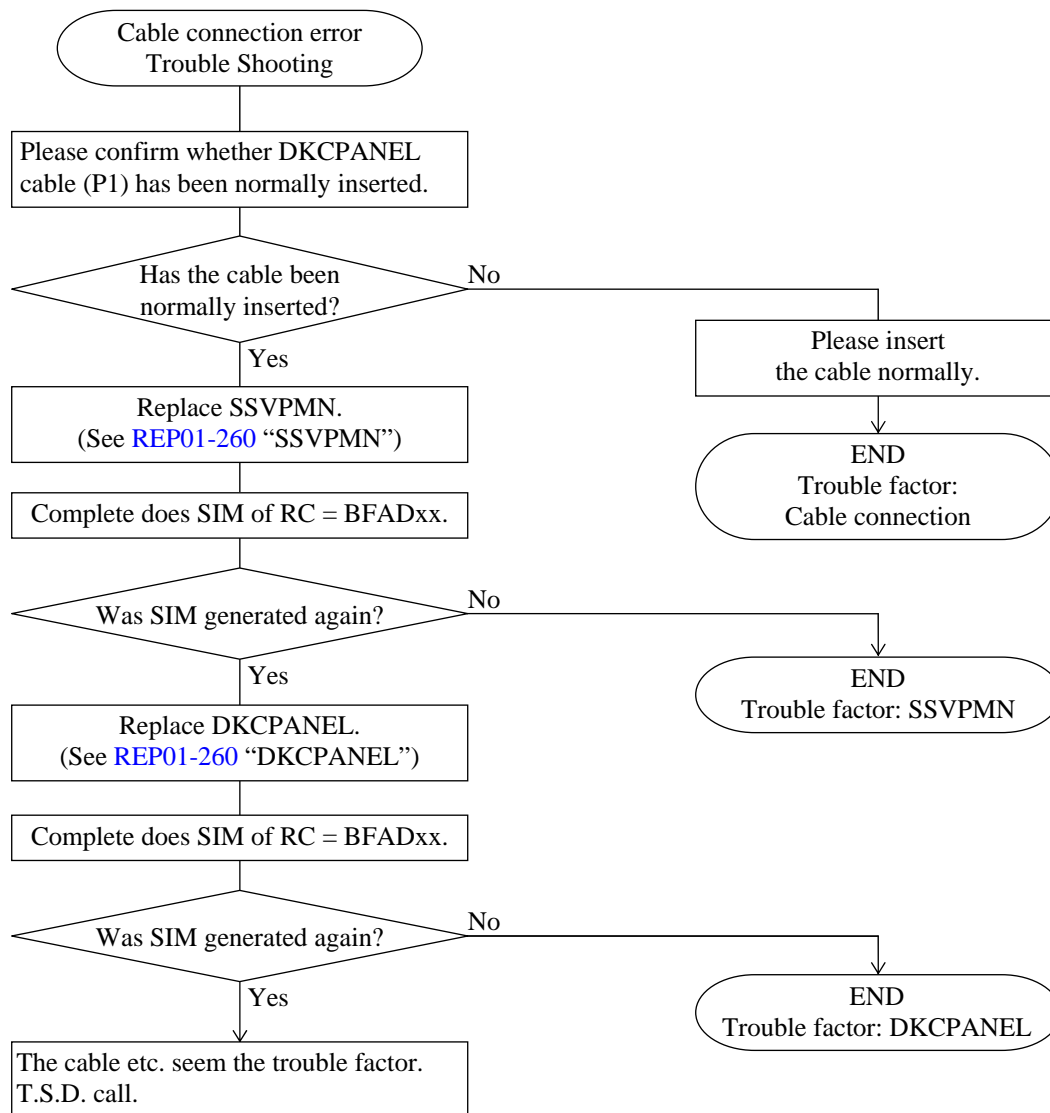 Cable connection error
Trouble Shooting
Please confirm whether DKCPANEL
cable (P1) has been normally inserted.
Has the cable been
normally inserted?
No
Please insert
the cable normally.
END
Trouble factor:
Cable connection
Yes
Replace SSVPMN.
(See REP01-260 “SSVPMN”)
Complete does SIM of RC = BFADxx.
Was SIM generated again?
No
END
Trouble factor: SSVPMN
Yes
Replace DKCPANEL.
(See REP01-260 “DKCPANEL”)
Complete does SIM of RC = BFADxx.
Was SIM generated again?
No
END
Trouble factor: DKCPANEL
Yes
The cable etc. seem the trouble factor.
T.S.D. call.